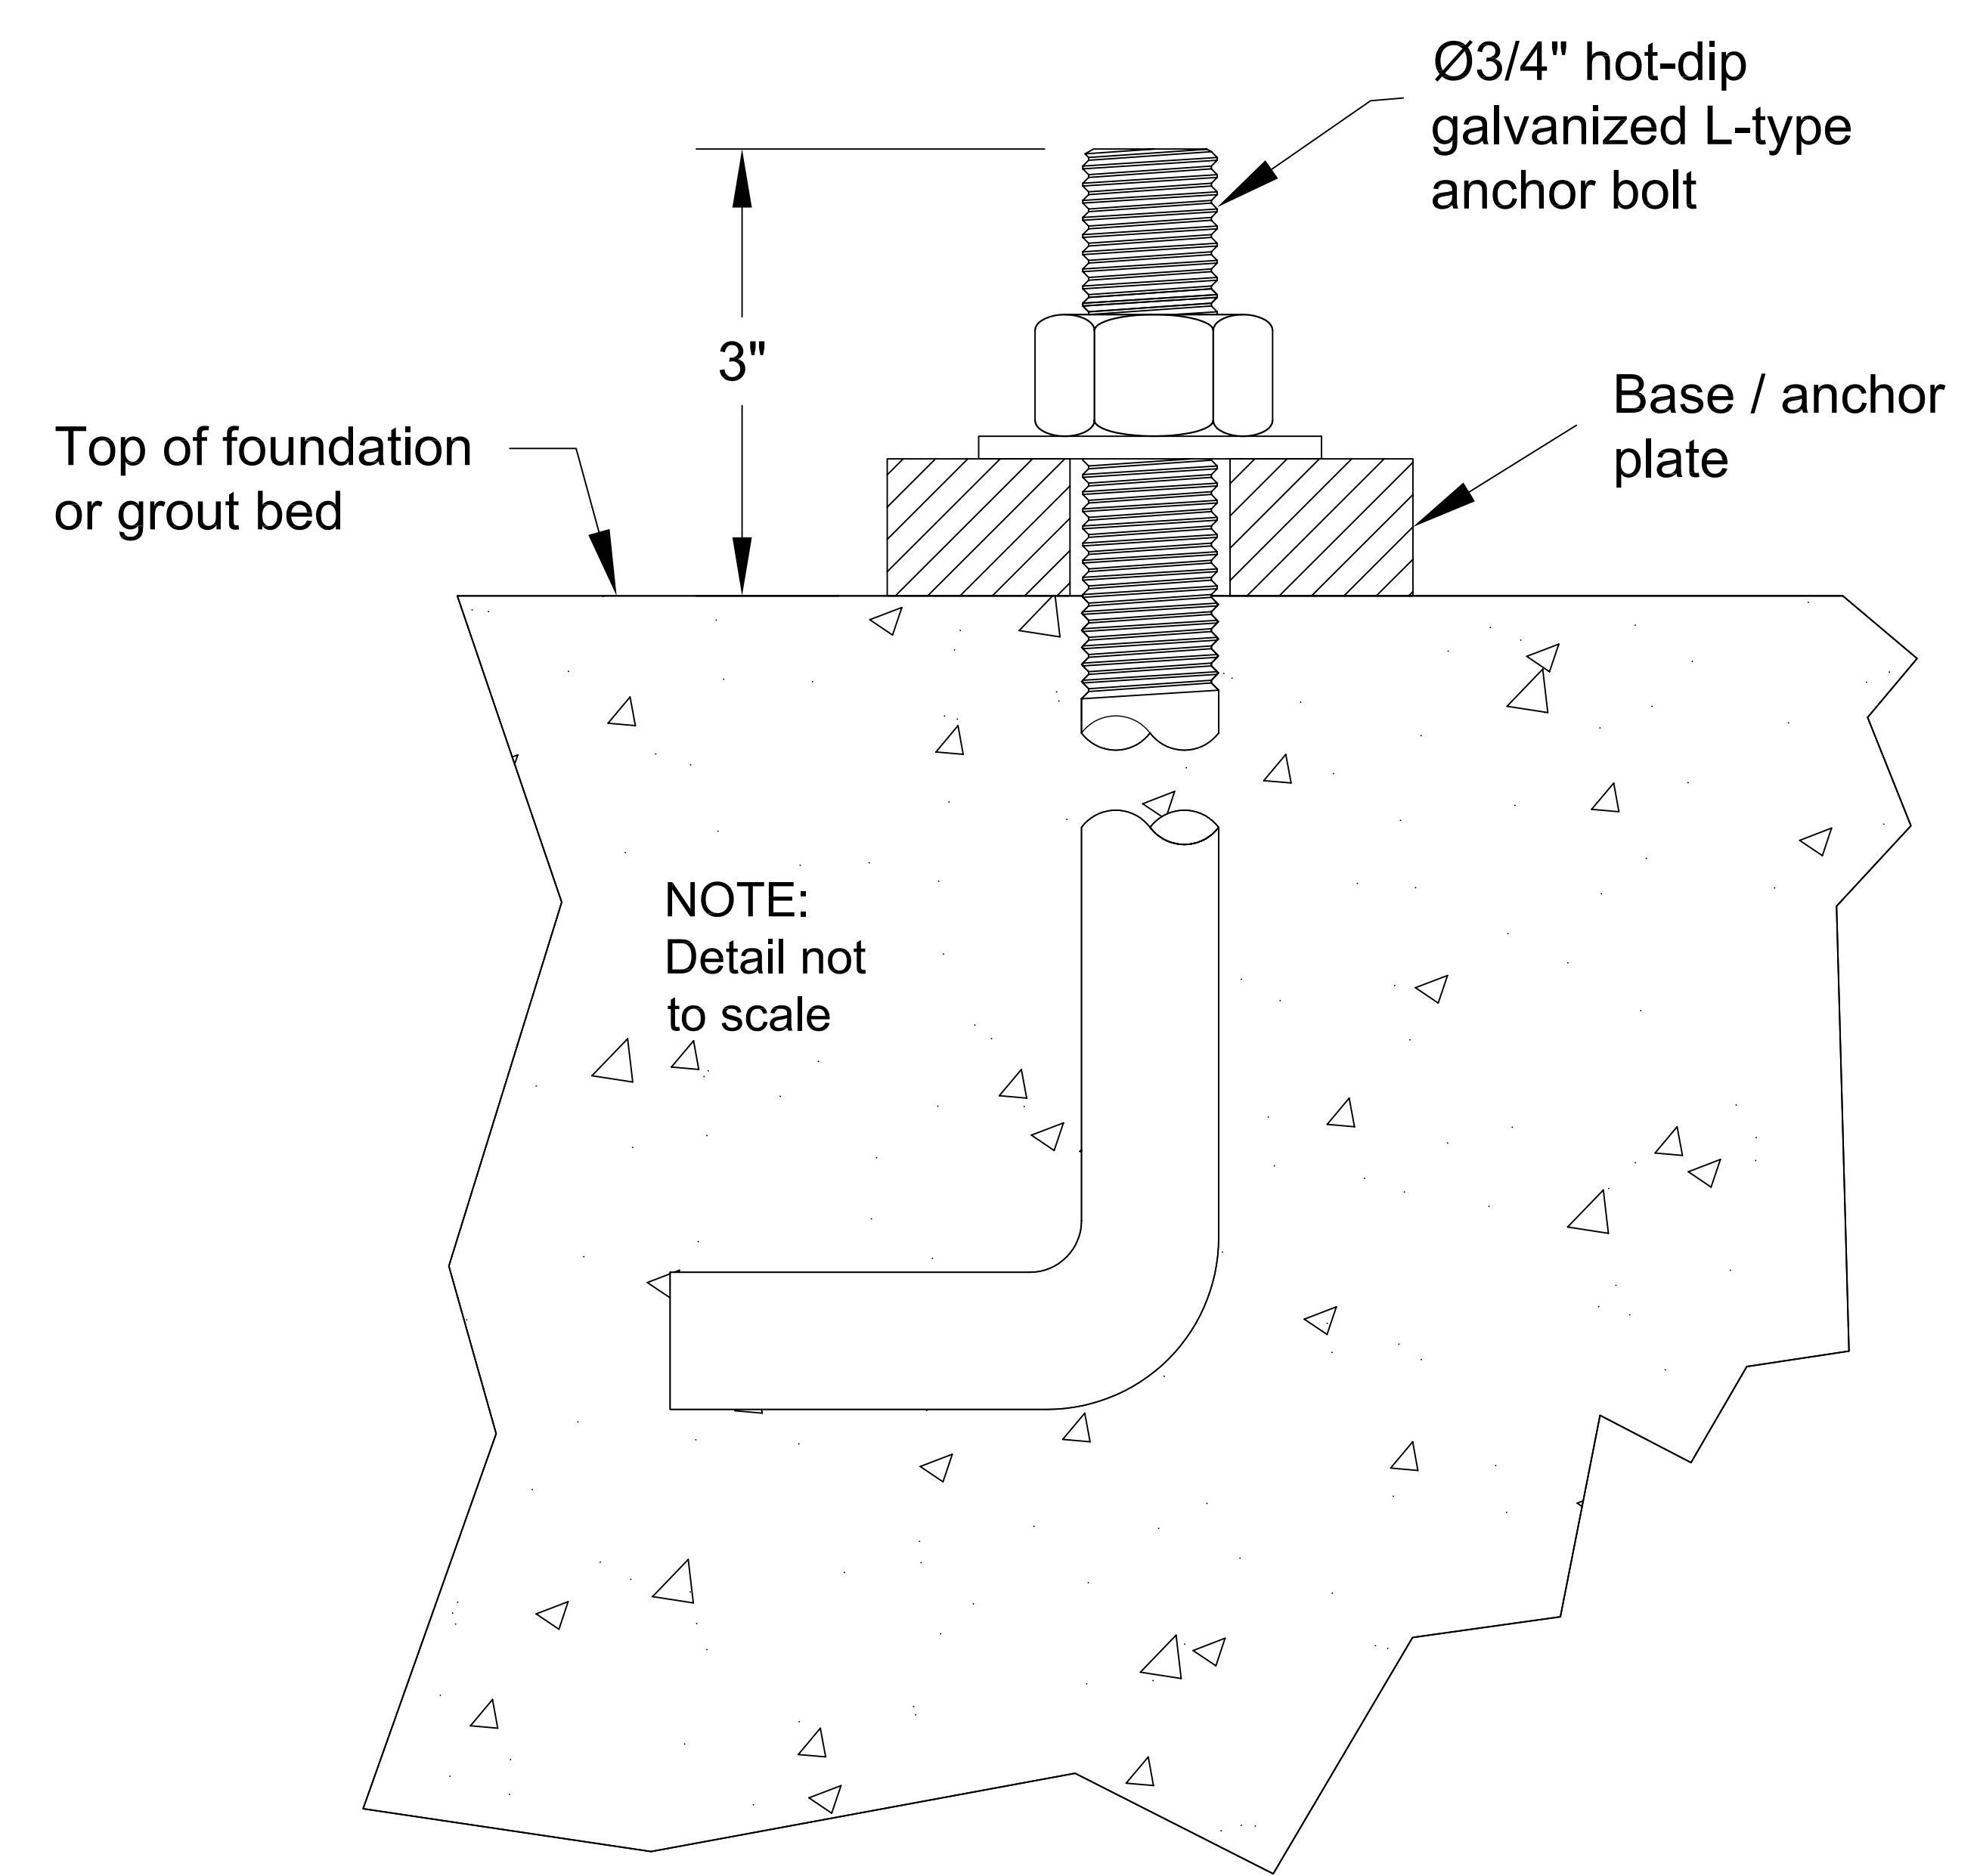 Ø3/4" hot-dip
galvanized L-type
anchor bolt
3"
Base / anchor
plate
Top of foundation
or grout bed
NOTE:
Detail not
to scale